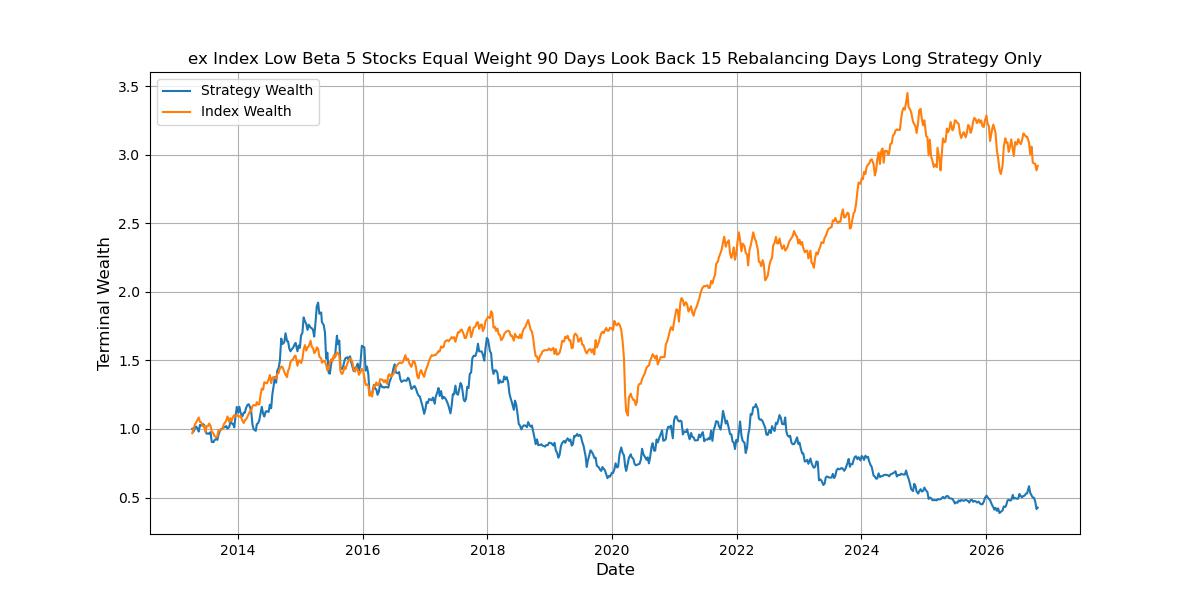 ex Index Low Beta 5 Stocks Equal Weight 90 Days Look Back 15 Rebalancing Days Long Strategy Only
Strategy Wealth
Index Wealth
Terminal Wealth
3.5
3.0
2.5
2.0
1.5
1.0
0.5
2014 2016 2018 2020 2022 2024 2026
Date